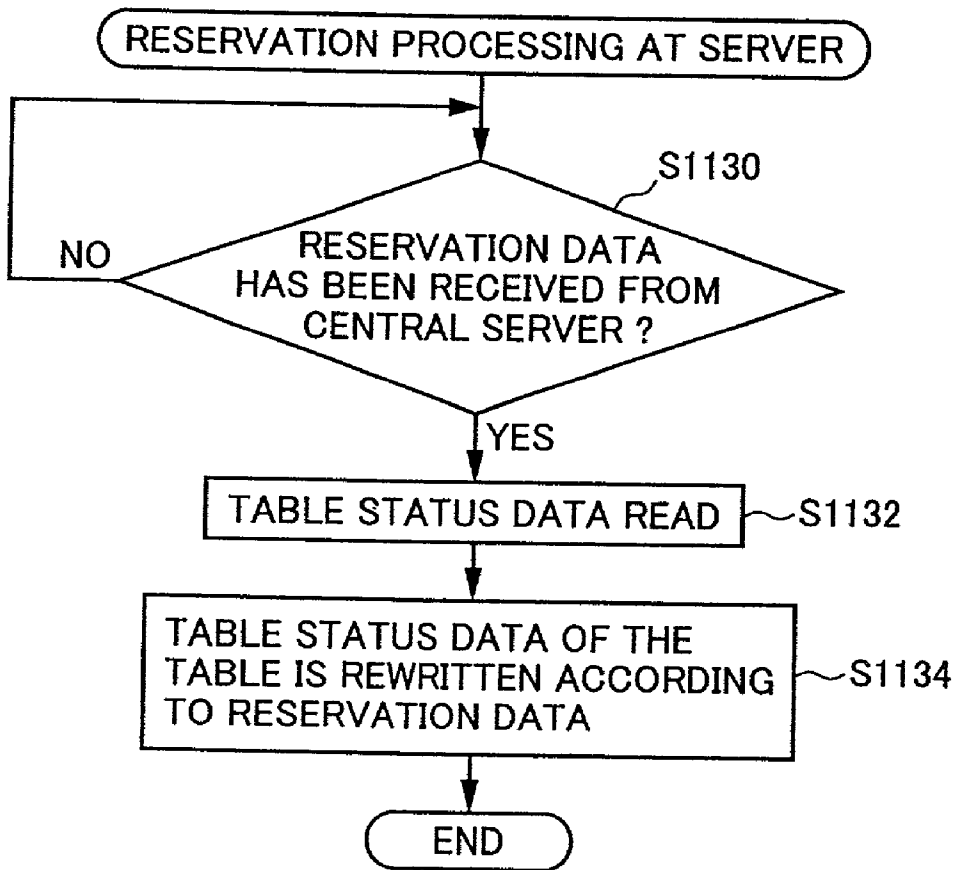 RESERVATION PROCESSING AT SERVER
S1130
RESERVATION DATA
HAS BEEN RECEIVED FROM
CENTRAL SERVER ?
NO
YES
TABLE STATUS DATA READ
S1132
TABLE STATUS DATA OF THE
TABLE IS REWRITTEN ACCORDING
TO RESERVATION DATA
S1134
END